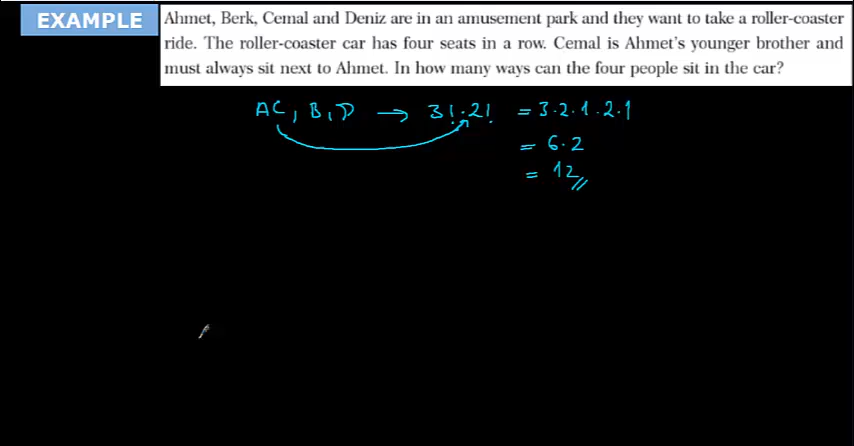 EXAMPLE
Ahmet, Berk, Cemal and Deniz are in an amusement park and they want to take a roller-coaster
ride. The roller-coaster car has four seats in a row. Cemal is Ahmet's younger brother and
must always sit next to Ahmet. In how many ways can the four people sit in the car?
AC, B, D → 3! · 2! = 3·2·1·2·1
= 6·2
= 12